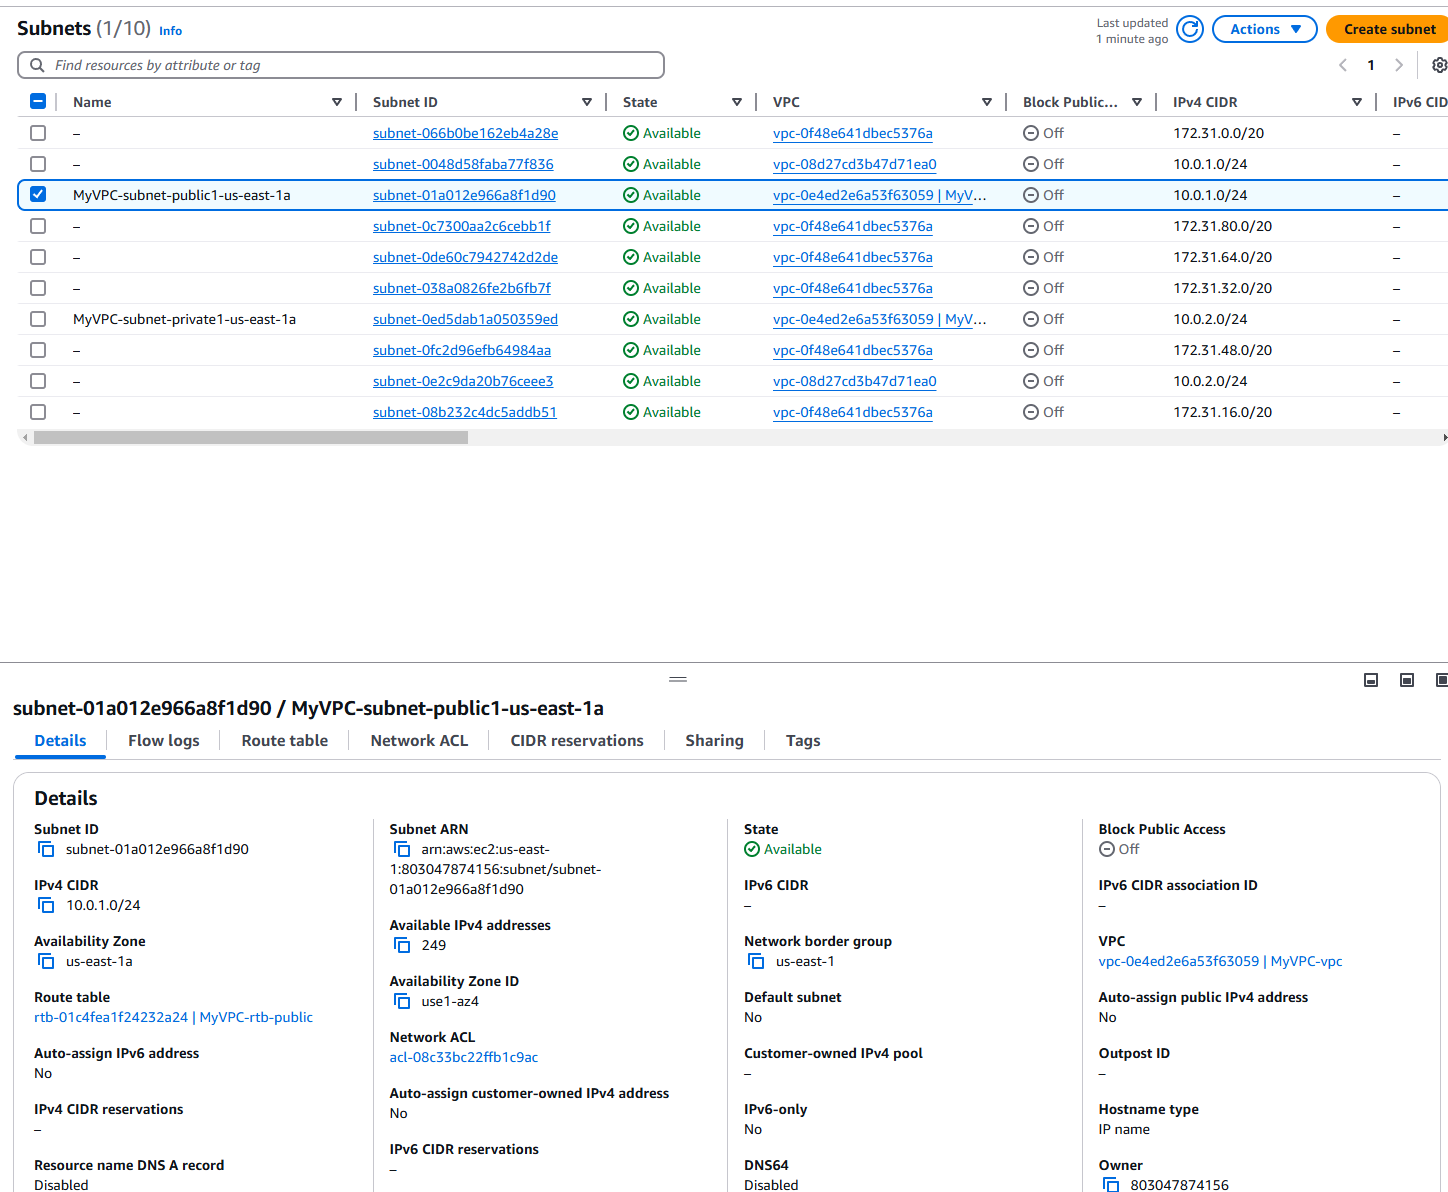 Subnets (1/10) Info
Last updated
1 minute ago
Actions
Create subnet
Find resources by attribute or tag
1
Name Subnet ID State VPC Block Public... IPv4 CIDR IPv6 CID
– subnet-066b0be162eb4a28e Available vpc-0f48e641dbec5376a Off 172.31.0.0/20 –
– subnet-0048d58faba77f836 Available vpc-08d27cd3b47d71ea0 Off 10.0.1.0/24 –
MyVPC-subnet-public1-us-east-1a subnet-01a012e966a8f1d90 Available vpc-0e4ed2e6a53f63059 | MyV... Off 10.0.1.0/24 –
– subnet-0c7300aa2c6cebb1f Available vpc-0f48e641dbec5376a Off 172.31.80.0/20 –
– subnet-0de60c7942742d2de Available vpc-0f48e641dbec5376a Off 172.31.64.0/20 –
– subnet-038a0826fe2b6fb7f Available vpc-0f48e641dbec5376a Off 172.31.32.0/20 –
MyVPC-subnet-private1-us-east-1a subnet-0ed5dab1a050359ed Available vpc-0e4ed2e6a53f63059 | MyV... Off 10.0.2.0/24 –
– subnet-0fc2d96efb64984aa Available vpc-0f48e641dbec5376a Off 172.31.48.0/20 –
– subnet-0e2c9da20b76ceee3 Available vpc-08d27cd3b47d71ea0 Off 10.0.2.0/24 –
– subnet-08b232c4dc5addb51 Available vpc-0f48e641dbec5376a Off 172.31.16.0/20 –
subnet-01a012e966a8f1d90 / MyVPC-subnet-public1-us-east-1a
Details Flow logs Route table Network ACL CIDR reservations Sharing Tags
Details
Subnet ID
subnet-01a012e966a8f1d90
IPv4 CIDR
10.0.1.0/24
Availability Zone
us-east-1a
Route table
rtb-01c4fea1f24232a24 | MyVPC-rtb-public
Auto-assign IPv6 address
No
IPv4 CIDR reservations
–
Resource name DNS A record
Disabled
Subnet ARN
arn:aws:ec2:us-east-
1:803047874156:subnet/subnet-
01a012e966a8f1d90
Available IPv4 addresses
249
Availability Zone ID
use1-az4
Network ACL
acl-08c33bc22ffb1c9ac
Auto-assign customer-owned IPv4 address
No
IPv6 CIDR reservations
–
State
Available
IPv6 CIDR
–
Network border group
us-east-1
Default subnet
No
Customer-owned IPv4 pool
–
IPv6-only
No
DNS64
Disabled
Block Public Access
Off
IPv6 CIDR association ID
–
VPC
vpc-0e4ed2e6a53f63059 | MyVPC-vpc
Auto-assign public IPv4 address
No
Outpost ID
–
Hostname type
IP name
Owner
803047874156